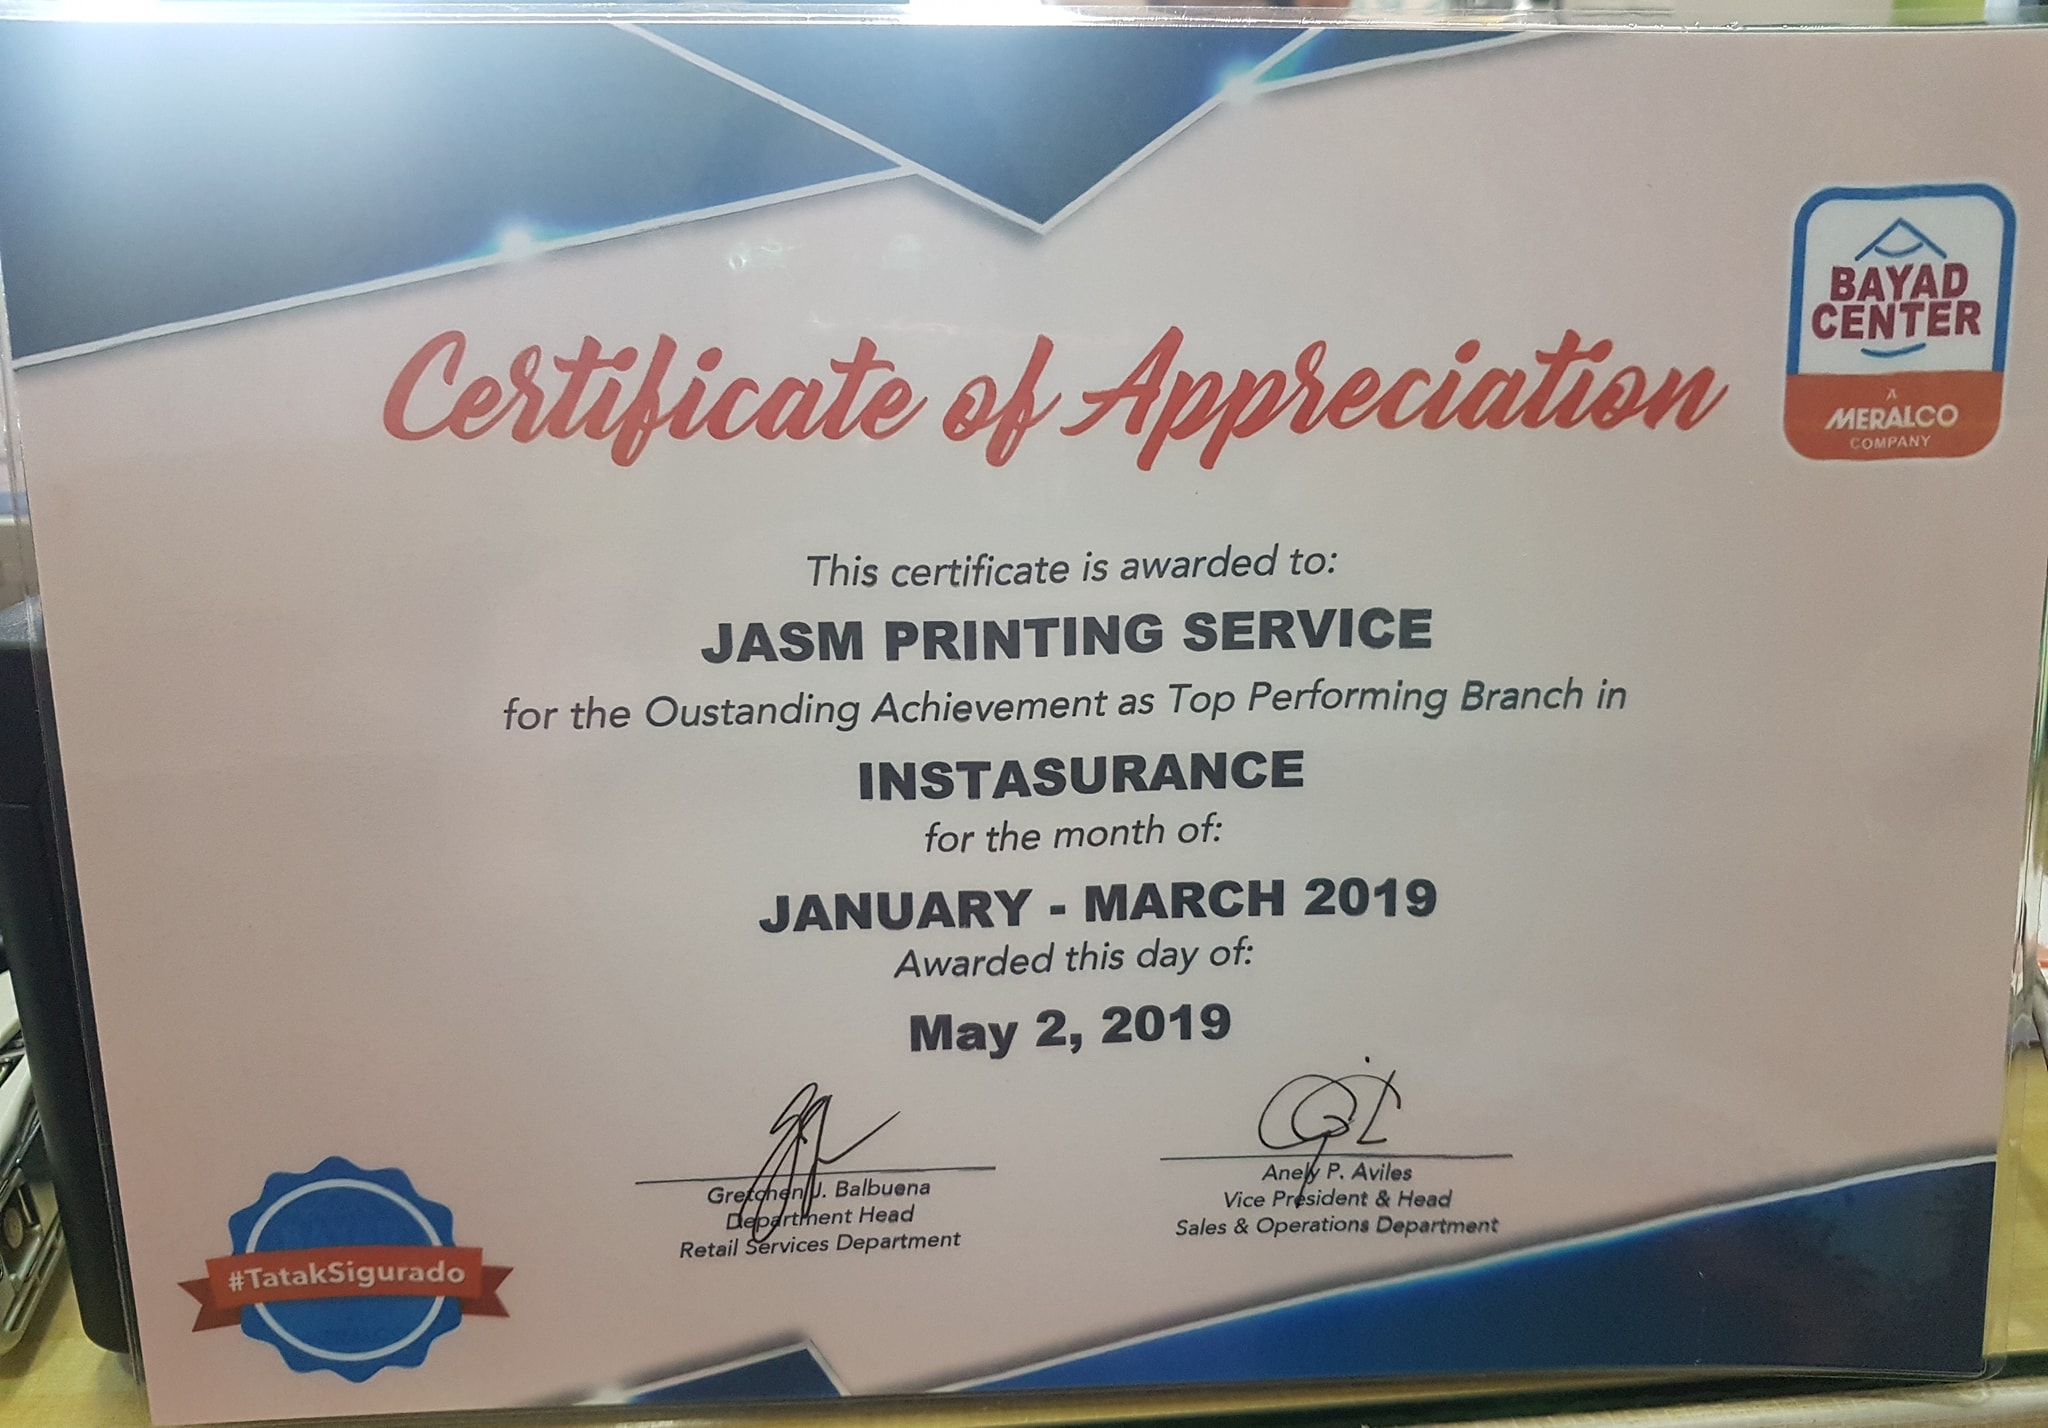 BAYAD
CENTER
A
MERALCO
COMPANY
Certificate of Appreciation
This certificate is awarded to:
JASM PRINTING SERVICE
for the Oustanding Achievement as Top Performing Branch in
INSTASURANCE
for the month of:
JANUARY - MARCH 2019
Awarded this day of:
May 2, 2019
Gretchen J. Balbuena
Department Head
Retail Services Department
Anely P. Aviles
Vice President & Head
Sales & Operations Department
#TatakSigurado